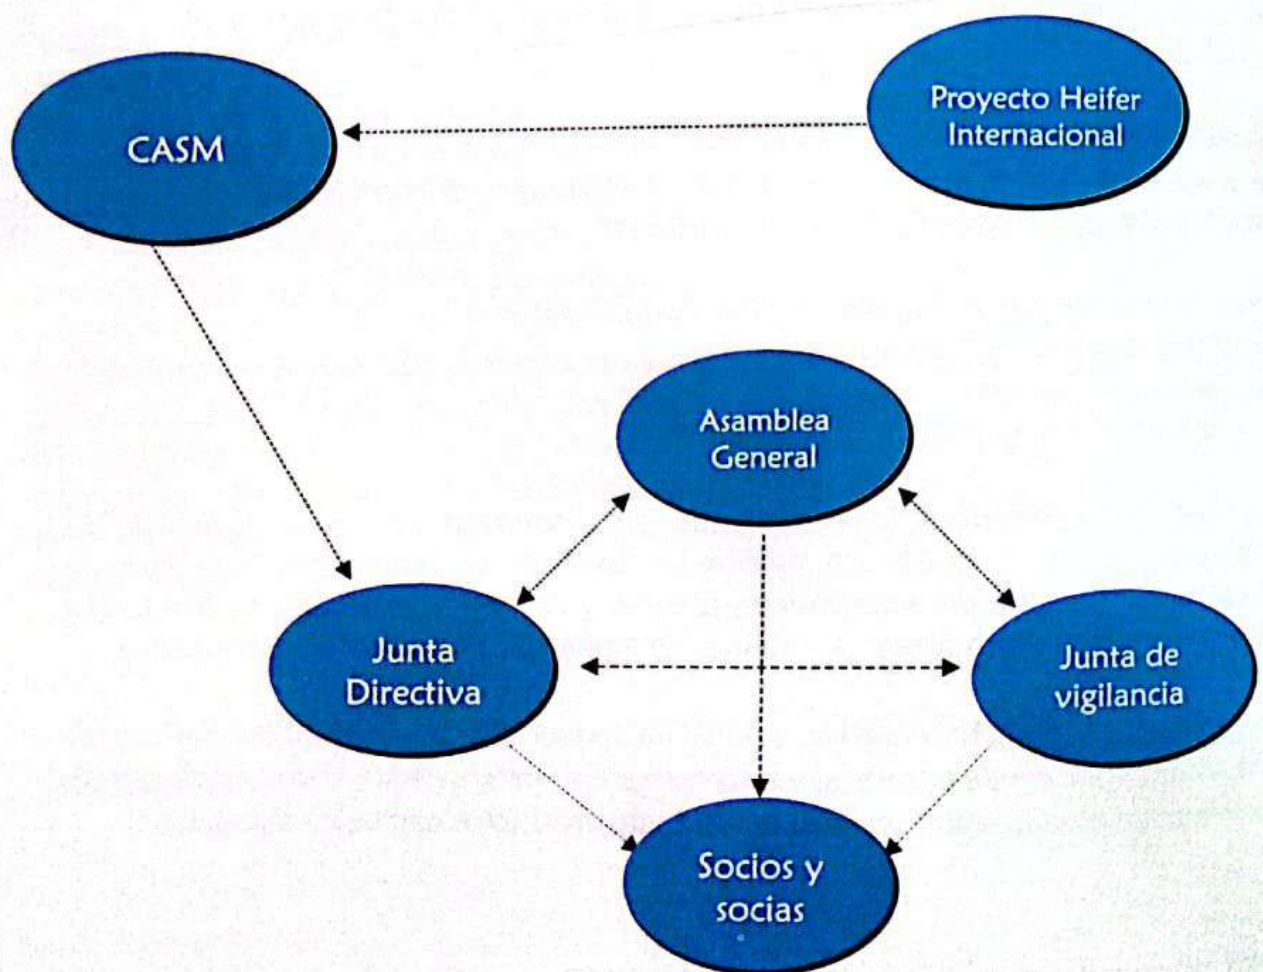 Proyecto Heifer
Internacional
CASM
Asamblea
General
Junta
Directiva
Junta de
vigilancia
Socios y
socias